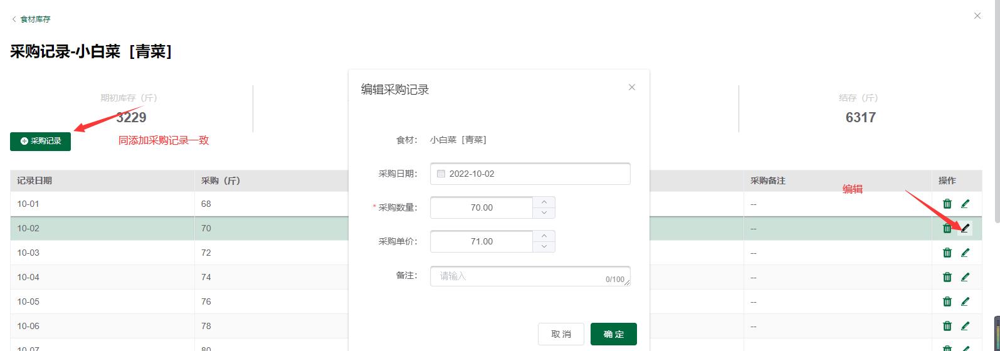 食材库存
采购记录-小白菜［青菜］
编辑采购记录
期初库存（斤）
3229
结存（斤）
6317
采购记录
同添加采购记录一致
食材： 小白菜［青菜］
采购日期： 2022-10-02
* 采购数量： 70.00
采购单价： 71.00
备注： 请输入 0/100
取 消 确 定
记录日期 采购（斤） 采购备注 操作
编辑
10-01 68 --
10-02 70 --
10-03 72 --
10-04 74 --
10-05 76 --
10-06 78 --
10-07 80